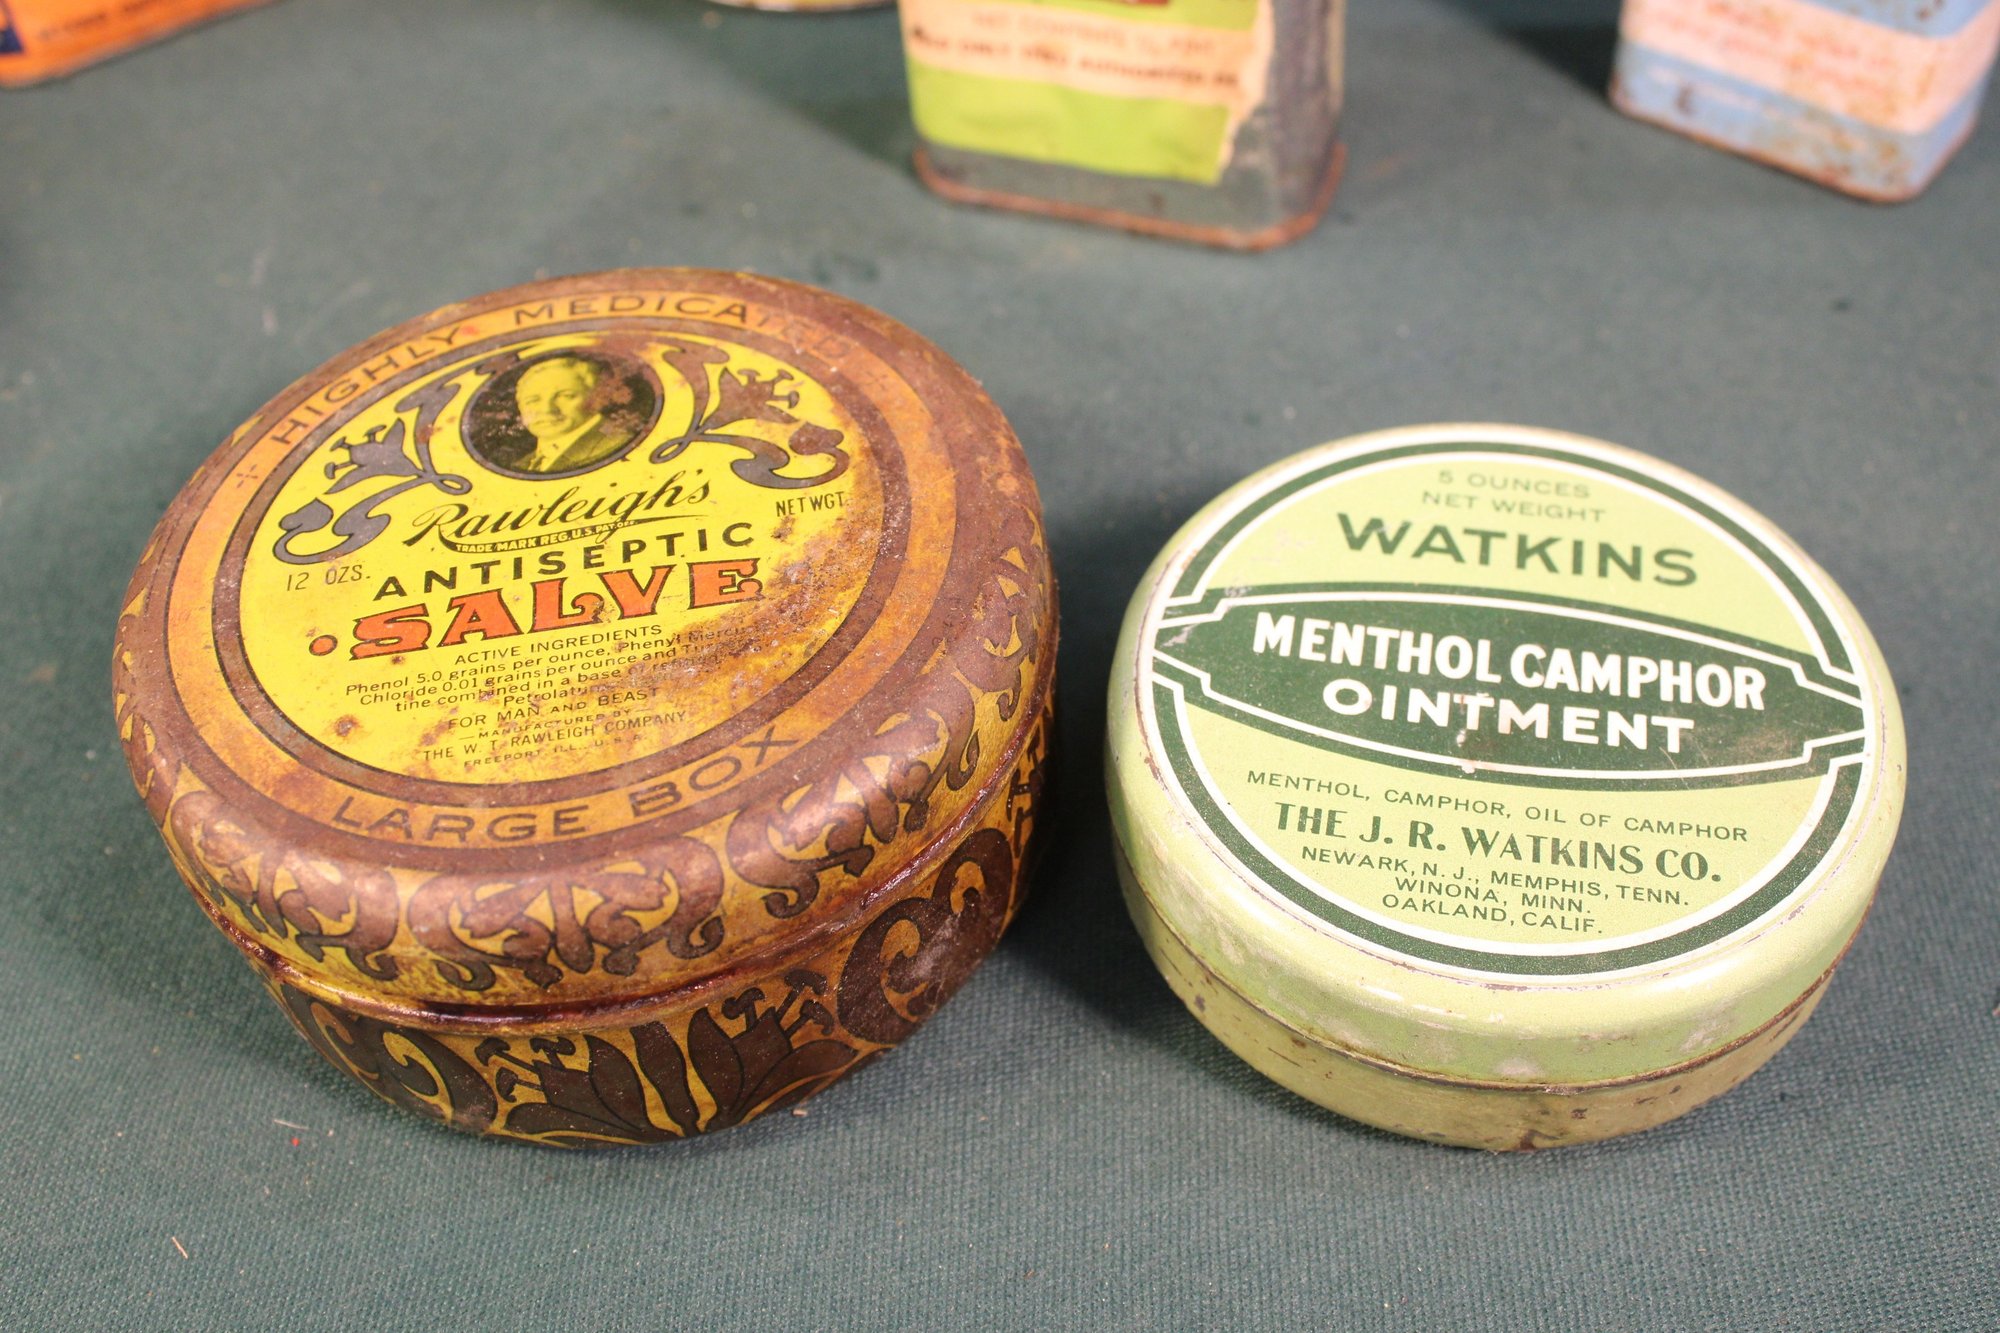 HIGHLY MEDICATED
Rawleigh's
TRADE MARK REG. U.S. PAT. OFF.
NET WGT.
12 OZS.
ANTISEPTIC
SALVE
ACTIVE INGREDIENTS
Phenol 5.0 grains per ounce, Phenyl
Chloride 0.01 grains per ounce and
tine combined in a base of
Petrolatum
FOR MAN AND BEAST
—MANUFACTURED BY—
THE W. T. RAWLEIGH COMPANY
FREEPORT, ILL., U.S.A.
LARGE BOX
5 OUNCES
NET WEIGHT
WATKINS
MENTHOL CAMPHOR
OINTMENT
MENTHOL, CAMPHOR, OIL OF CAMPHOR
THE J. R. WATKINS CO.
NEWARK, N. J., MEMPHIS, TENN.
WINONA, MINN.
OAKLAND, CALIF.